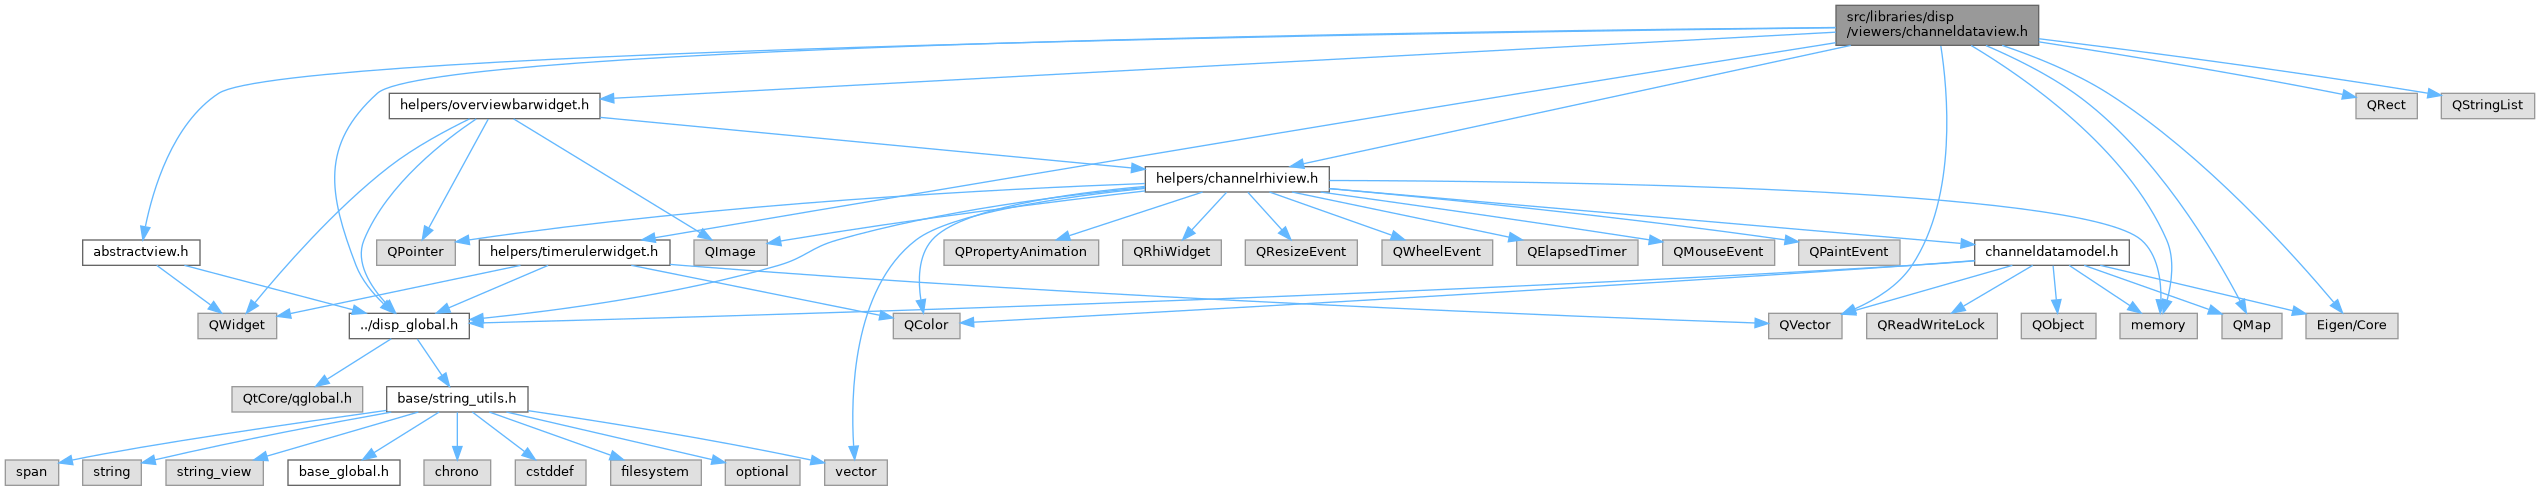 src/libraries/disp
/viewers/channeldataview.h
helpers/overviewbarwidget.h
QRect
QStringList
helpers/channelrhiview.h
abstractview.h
QPointer
helpers/timerulerwidget.h
QImage
QPropertyAnimation
QRhiWidget
QResizeEvent
QWheelEvent
QElapsedTimer
QMouseEvent
QPaintEvent
channeldatamodel.h
QWidget
../disp_global.h
QColor
QVector
QReadWriteLock
QObject
memory
QMap
Eigen/Core
QtCore/qglobal.h
base/string_utils.h
span
string
string_view
base_global.h
chrono
cstddef
filesystem
optional
vector